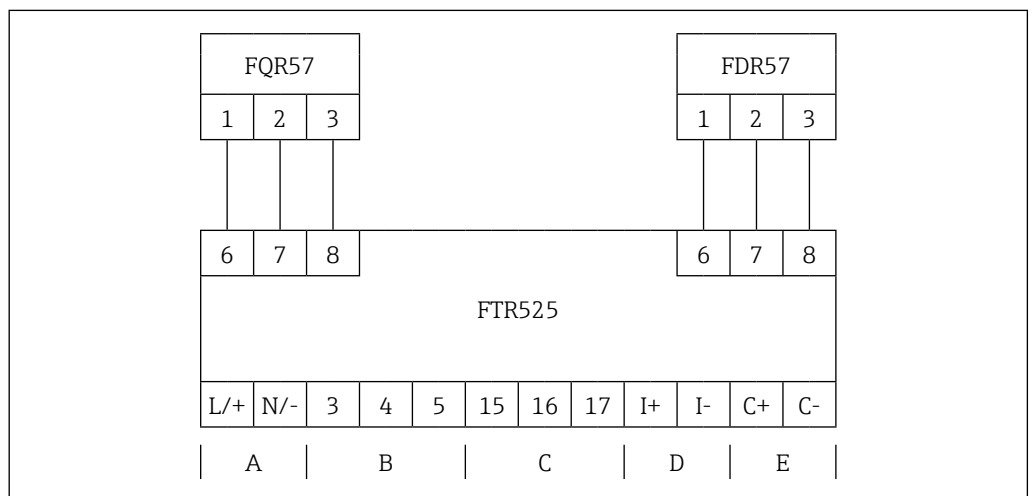 FQR57 FDR57
1 2 3 1 2 3
6 7 8 6 7 8
FTR525
L/+ N/- 3 4 5 15 16 17 I+ I- C+ C-
A B C D E